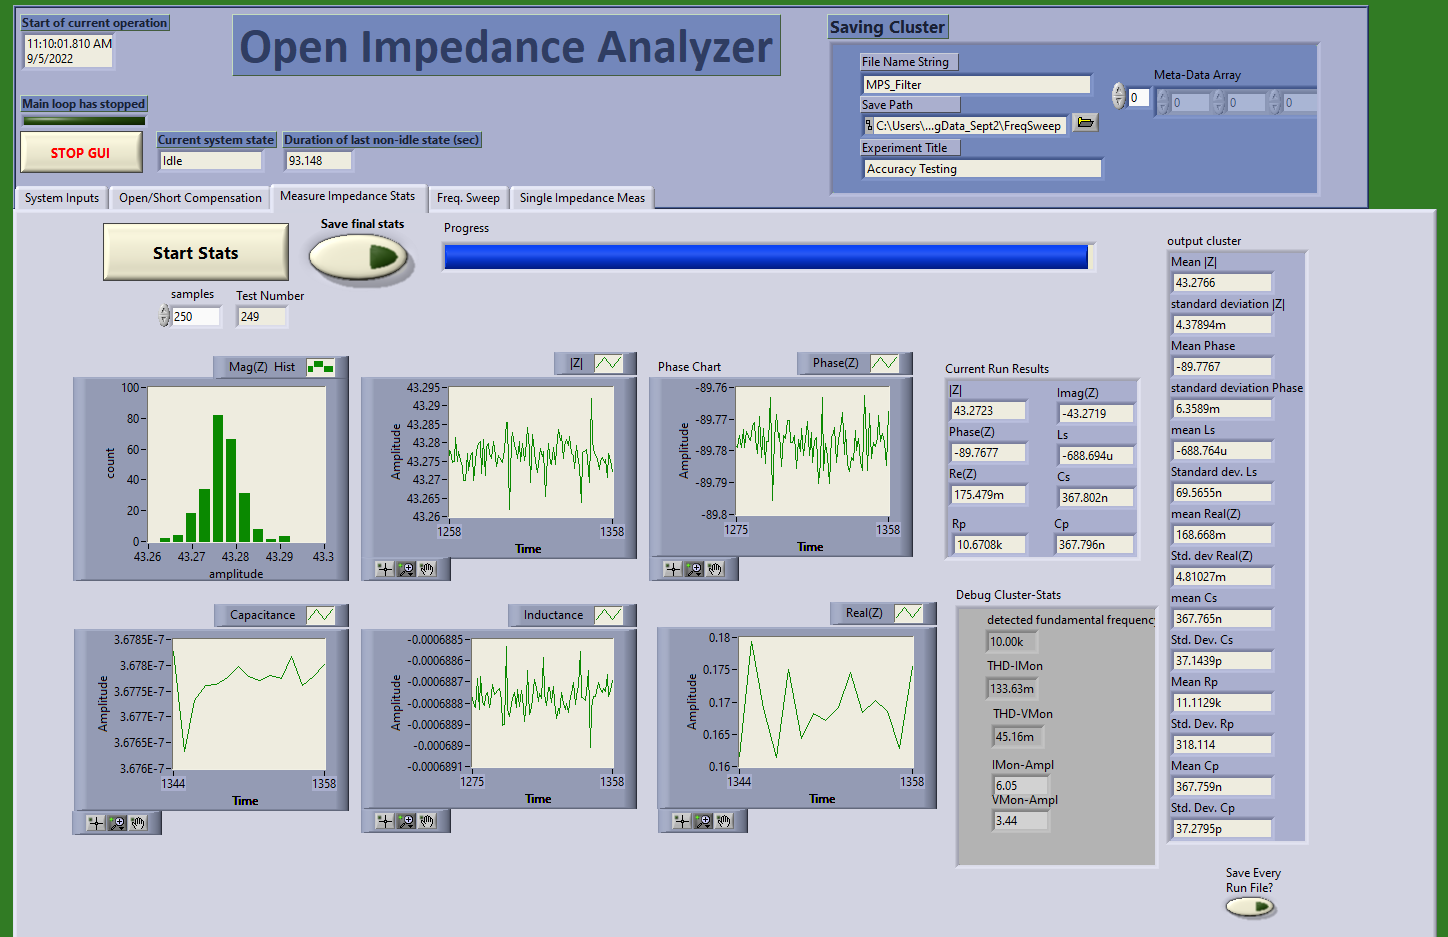 Start of current operation
11:10:01.810 AM
9/5/2022
Open Impedance Analyzer
Main loop has stopped
STOP GUI
Current system state
Idle
Duration of last non-idle state (sec)
93.148
Saving Cluster
File Name String
MPS_Filter
Save Path
C:\Users\...gData_Sept2\FreqSweep
Experiment Title
Accuracy Testing
Meta-Data Array
0
0
0
0
System Inputs
Open/Short Compensation
Measure Impedance Stats
Freq. Sweep
Single Impedance Meas
Start Stats
Save final stats
Progress
samples
250
Test Number
249
Mag(Z) Hist
100
80
60
40
20
0
count
43.26
43.27
43.28
43.29
43.3
amplitude
|Z|
43.295
43.29
43.285
43.28
43.275
43.27
43.265
43.26
Amplitude
1258
1358
Time
Phase Chart
Phase(Z)
-89.76
-89.77
-89.78
-89.79
-89.8
Amplitude
1275
1358
Time
Current Run Results
|Z|
43.2723
Imag(Z)
-43.2719
Phase(Z)
-89.7677
Ls
-688.694u
Re(Z)
175.479m
Cs
367.802n
Rp
10.6708k
Cp
367.796n
Capacitance
3.6785E-7
3.678E-7
3.6775E-7
3.677E-7
3.6765E-7
3.676E-7
Amplitude
1344
1358
Time
Inductance
-0.0006885
-0.0006886
-0.0006887
-0.0006888
-0.0006889
-0.000689
-0.0006891
Amplitude
1275
1358
Time
Real(Z)
0.18
0.175
0.17
0.165
0.16
Amplitude
1344
1358
Time
Debug Cluster-Stats
detected fundamental frequency
10.00k
THD-IMon
133.63m
THD-VMon
45.16m
IMon-Ampl
6.05
VMon-Ampl
3.44
output cluster
Mean |Z|
43.2766
standard deviation |Z|
4.37894m
Mean Phase
-89.7767
standard deviation Phase
6.3589m
mean Ls
-688.764u
Standard dev. Ls
69.5655n
mean Real(Z)
168.668m
Std. dev Real(Z)
4.81027m
mean Cs
367.765n
Std. Dev. Cs
37.1439p
Mean Rp
11.1129k
Std. Dev. Rp
318.114
Mean Cp
367.759n
Std. Dev. Cp
37.2795p
Save Every
Run File?